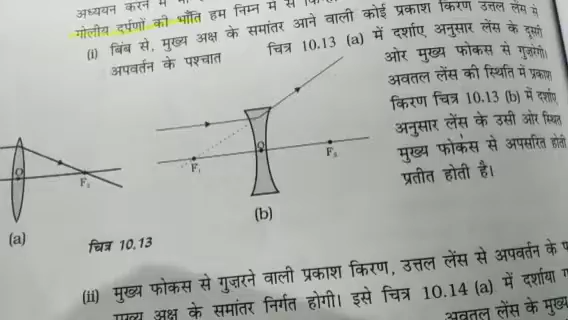 अध्ययन करने में
गोलीय दर्पणों की भाँति हम निम्न में से
(i) बिंब से, मुख्य अक्ष के समांतर आने वाली कोई प्रकाश किरण उत्तल लेंस से
अपवर्तन के पश्चात चित्र 10.13 (a) में दर्शाए अनुसार लेंस के दूसरी
ओर मुख्य फोकस से गुज़रेगी।
अवतल लेंस की स्थिति में प्रकाश
किरण चित्र 10.13 (b) में दर्शाए
अनुसार लेंस के उसी ओर स्थित
मुख्य फोकस से अपसरित होती
प्रतीत होती है।
O
F₂
(a)
F₁
O
F₂
(b)
चित्र 10.13
(ii) मुख्य फोकस से गुज़रने वाली प्रकाश किरण, उत्तल लेंस से अपवर्तन के
मुख्य अक्ष के समांतर निर्गत होगी। इसे चित्र 10.14 (a) में दर्शाया
अवतल लेंस के मुख्य